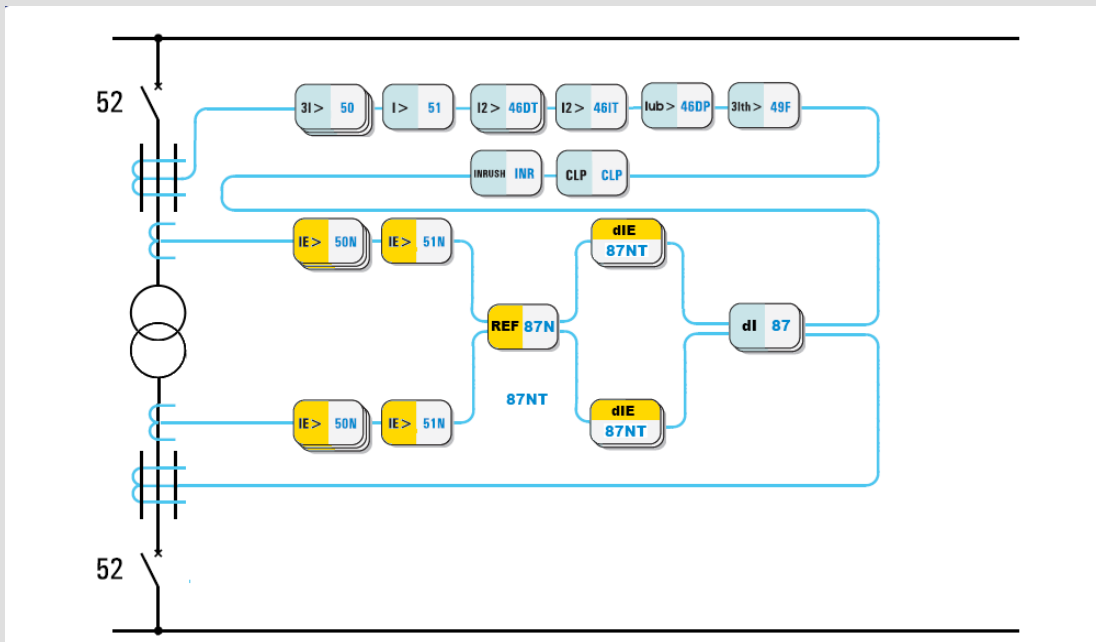 52
3I> 50
I> 51
I2> 46DT
I2> 46IT
Iub> 46DP
3Ith> 49F
INRUSH INR
CLP CLP
IE> 50N
IE> 51N
dIE
87NT
REF 87N
dI 87
87NT
IE> 50N
IE> 51N
dIE
87NT
52